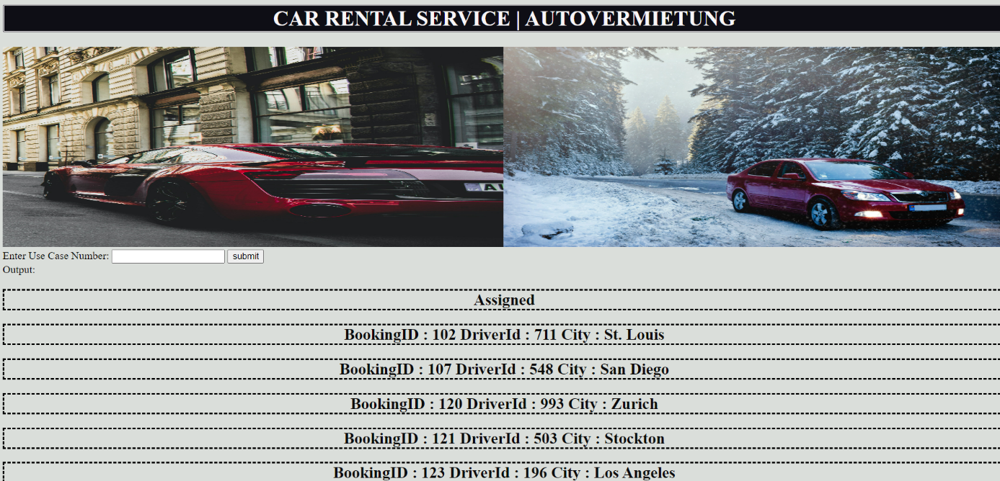 CAR RENTAL SERVICE | AUTOVERMIETUNG
Enter Use Case Number: submit
Output:
Assigned
BookingID : 102 DriverId : 711 City : St. Louis
BookingID : 107 DriverId : 548 City : San Diego
BookingID : 120 DriverId : 993 City : Zurich
BookingID : 121 DriverId : 503 City : Stockton
BookingID : 123 DriverId : 196 City : Los Angeles